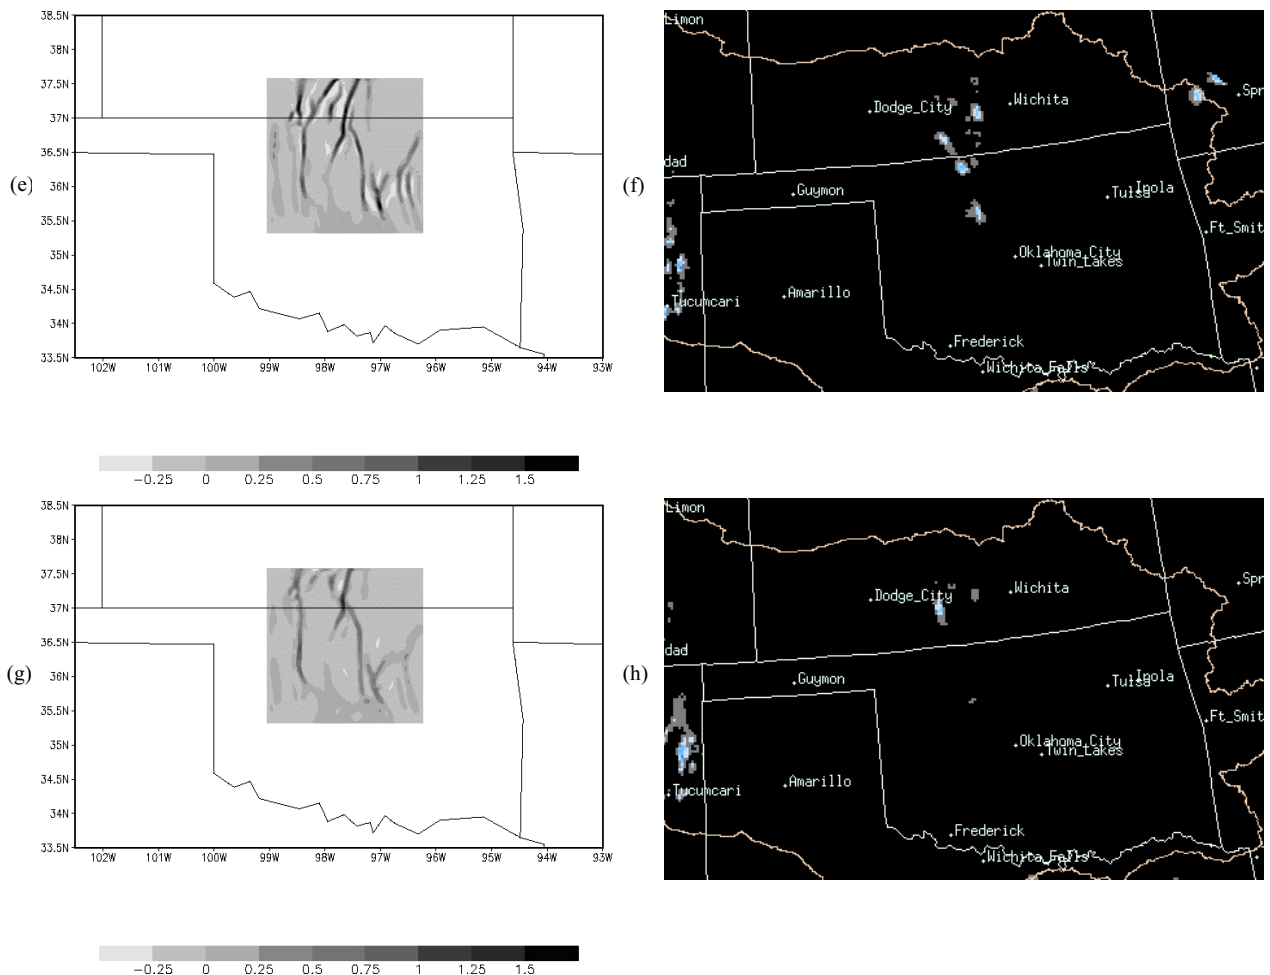 38.5N
38N
37.5N
37N
36.5N
36N
35.5N
35N
34.5N
34N
33.5N
102W 101W 100W 99W 98W 97W 96W 95W 94W 93W
(e)
−0.25 0 0.25 0.5 0.75 1 1.25 1.5
(f)
Limon
Dodge_City
Wichita
Spr
dad
Guymon
Tulsa
Inola
Ft_Smit
Oklahoma_City
Twin_Lakes
Tucumcari
Amarillo
Frederick
Wichita_Falls
38.5N
38N
37.5N
37N
36.5N
36N
35.5N
35N
34.5N
34N
33.5N
102W 101W 100W 99W 98W 97W 96W 95W 94W 93W
(g)
−0.25 0 0.25 0.5 0.75 1 1.25 1.5
(h)
Limon
Dodge_City
Wichita
Spr
dad
Guymon
Tulsa
Inola
Ft_Smit
Oklahoma_City
Twin_Lakes
Tucumcari
Amarillo
Frederick
Wichita_Falls